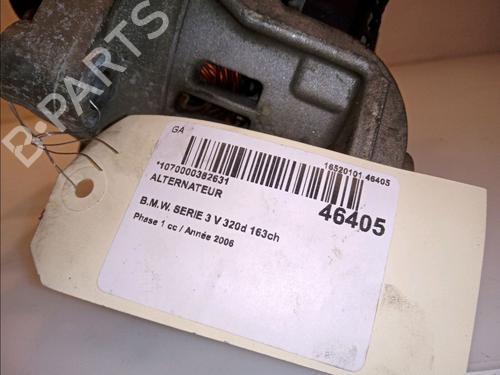 B-PARTS
GA
16520101 46405
*1070000382631
ALTERNATEUR
46405
B.M.W. SERIE 3 V 320d 163ch
Phase 1 cc / Année 2006